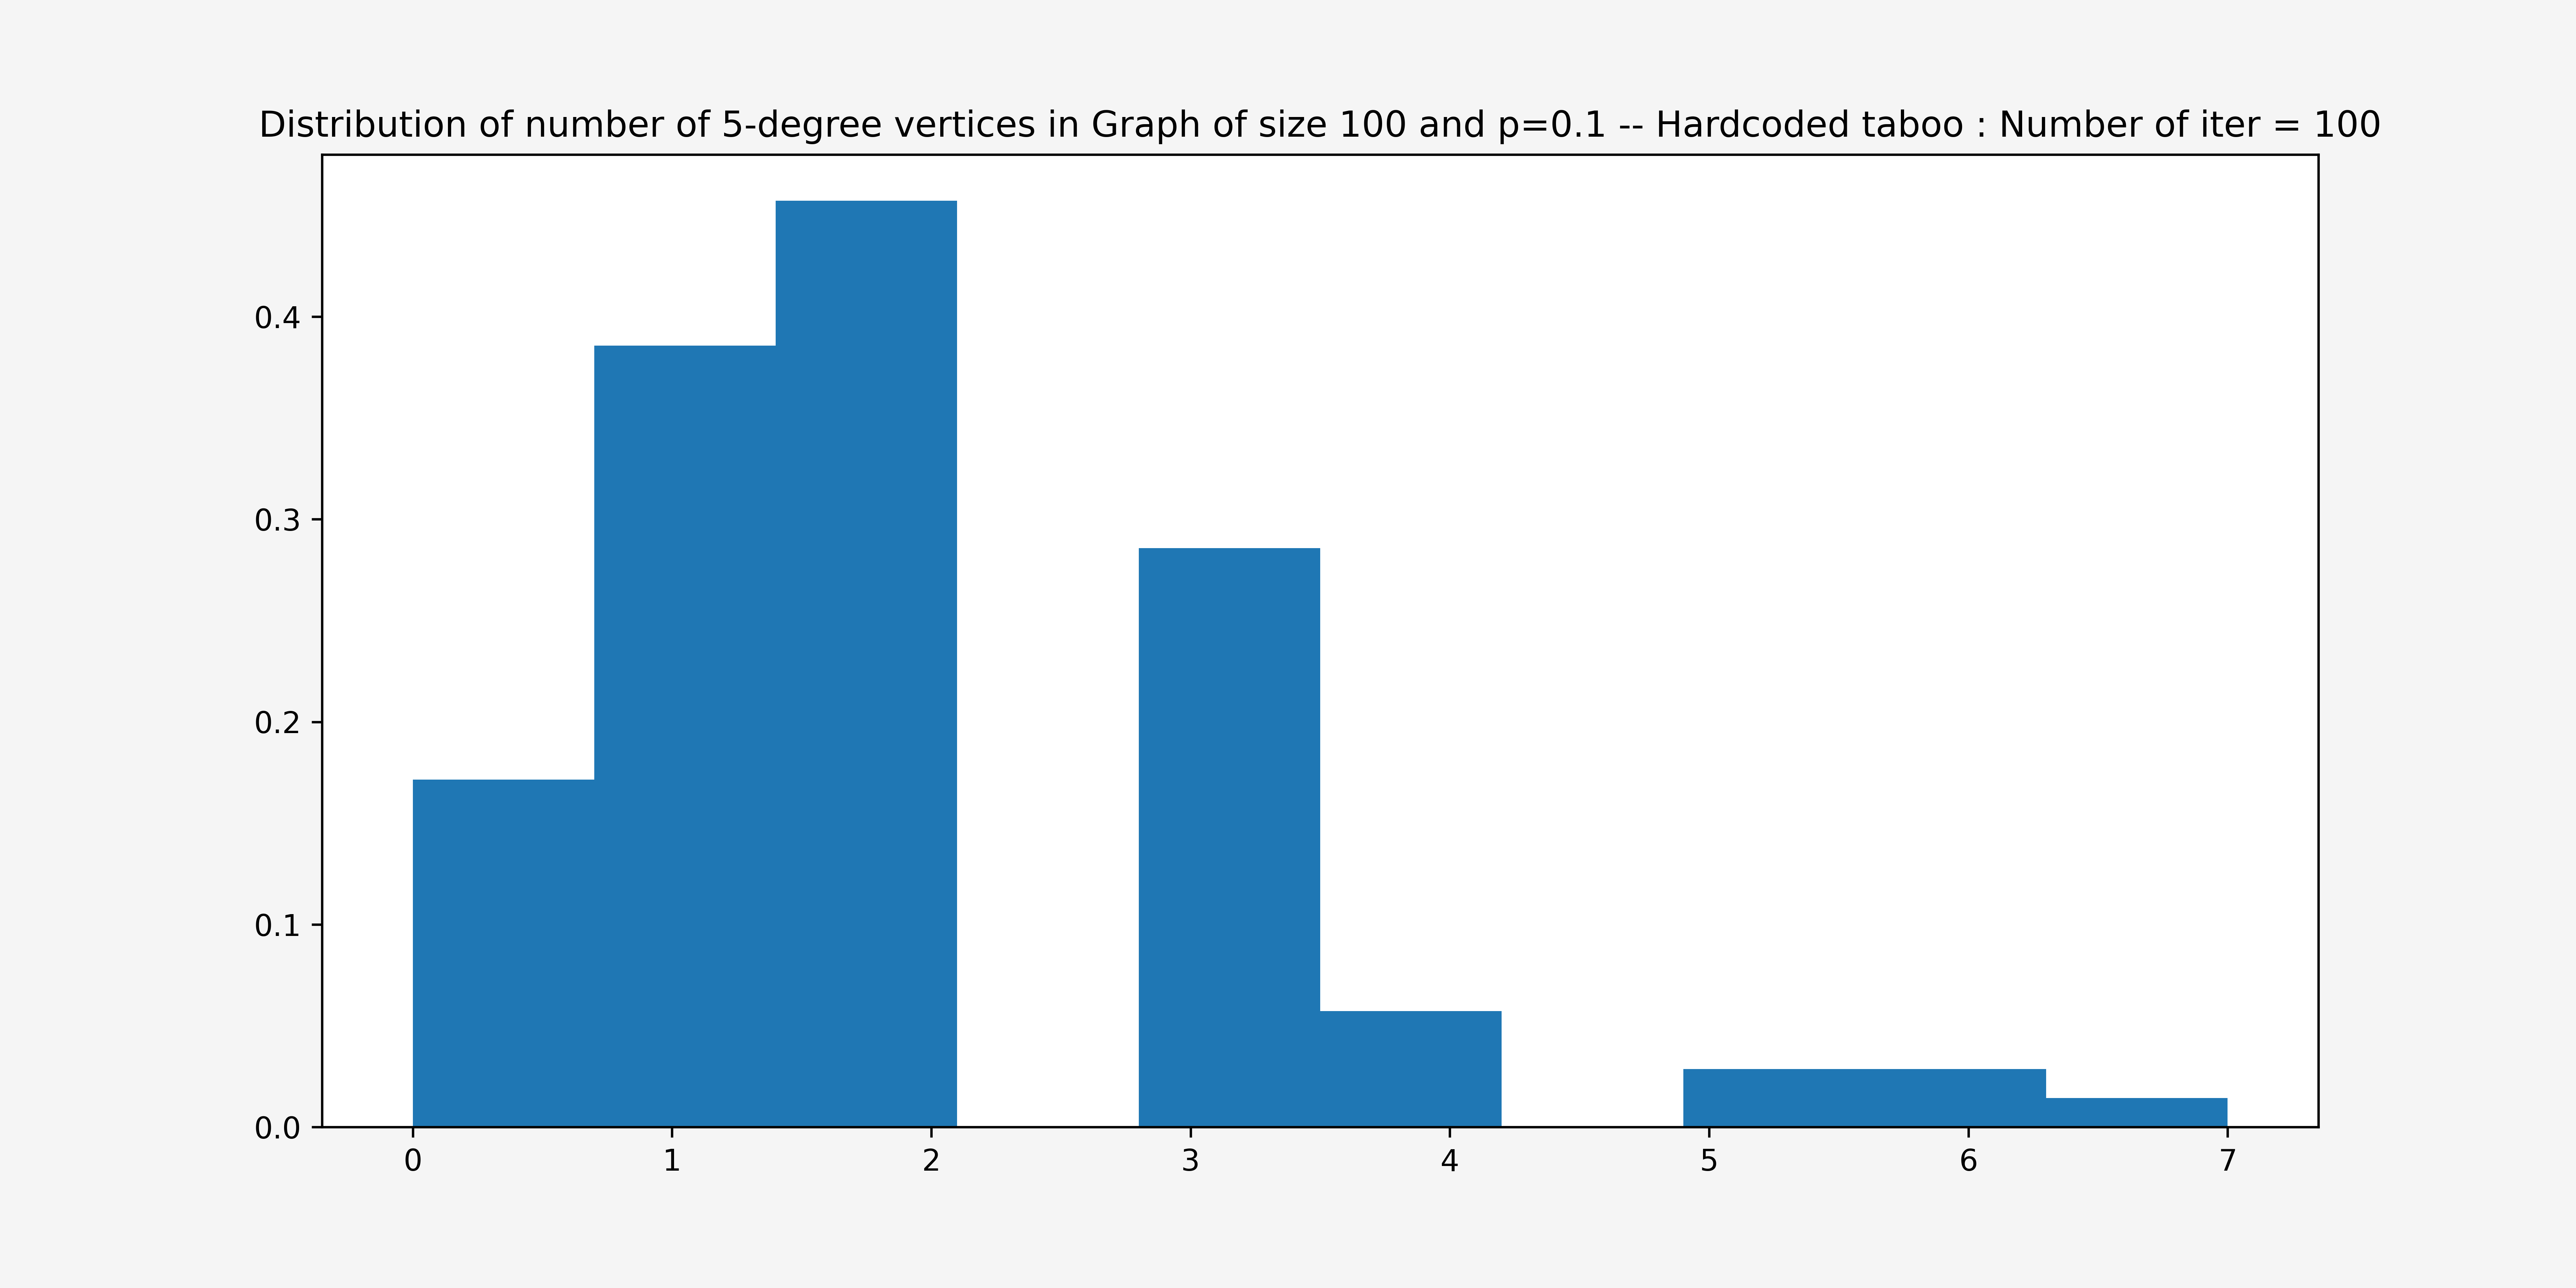 Distribution of number of 5-degree vertices in Graph of size 100 and p=0.1 -- Hardcoded taboo : Number of iter = 100
0.4
0.3
0.2
0.1
0.0
0 1 2 3 4 5 6 7